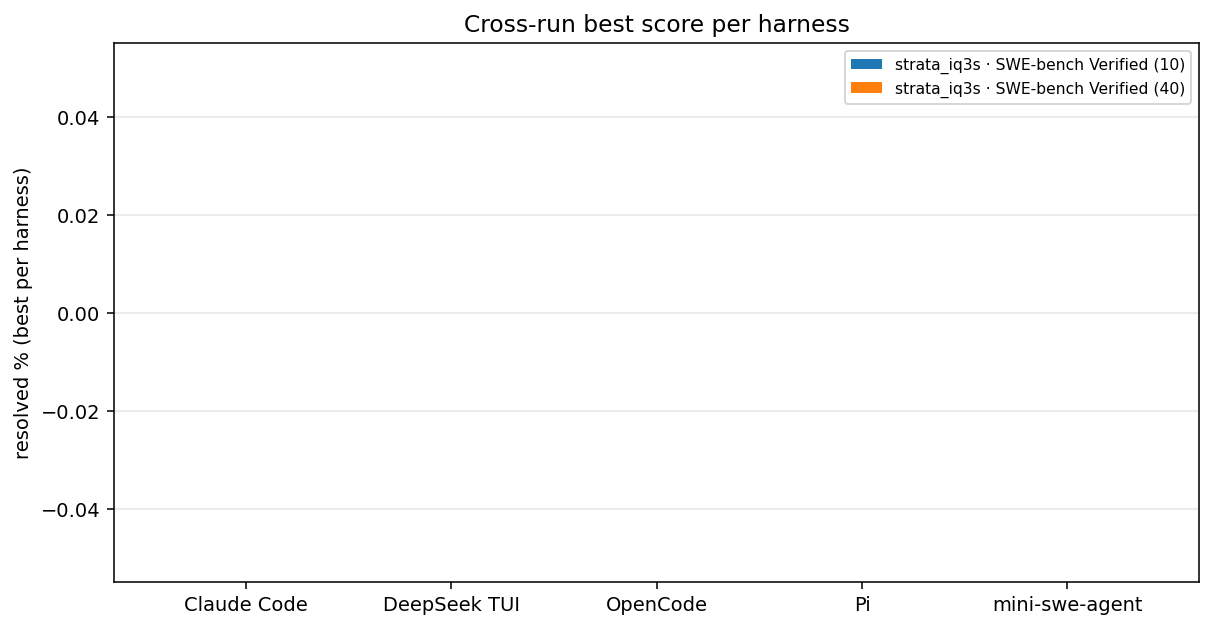 Cross-run best score per harness
strata_iq3s · SWE-bench Verified (10)
strata_iq3s · SWE-bench Verified (40)
resolved % (best per harness)
0.04
0.02
0.00
−0.02
−0.04
Claude Code DeepSeek TUI OpenCode Pi mini-swe-agent